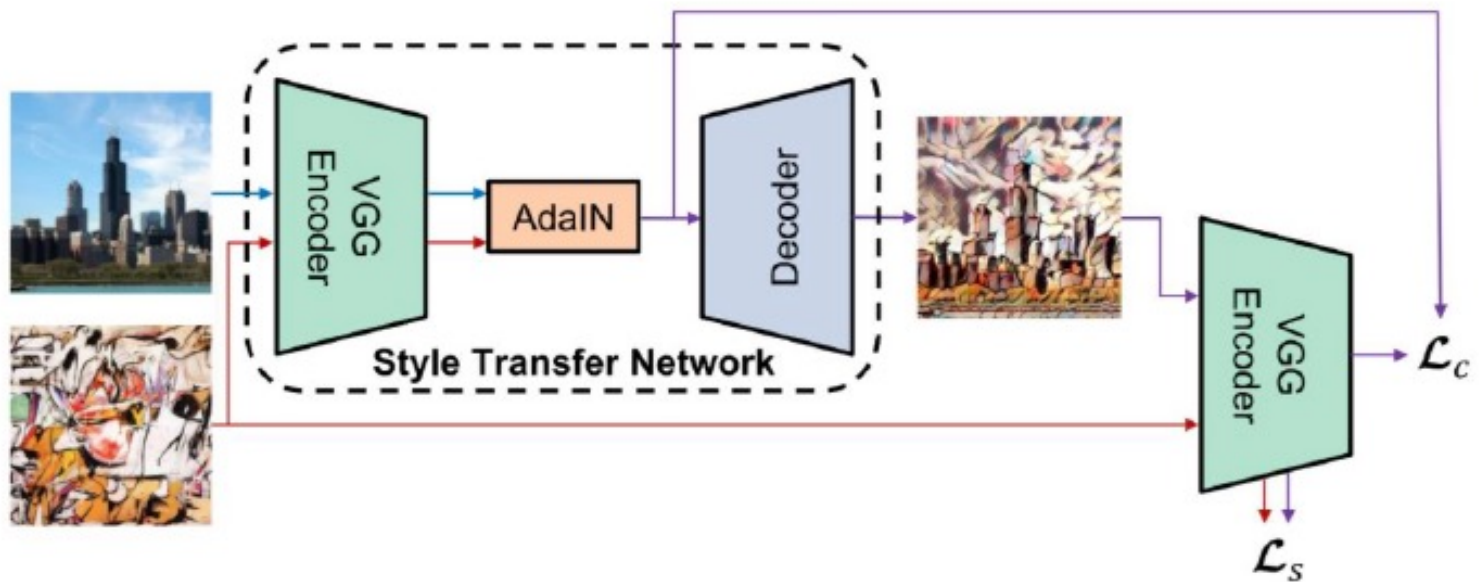 VGG
Encoder
AdaIN
Decoder
Style Transfer Network
VGG
Encoder
𝓛c
𝓛s